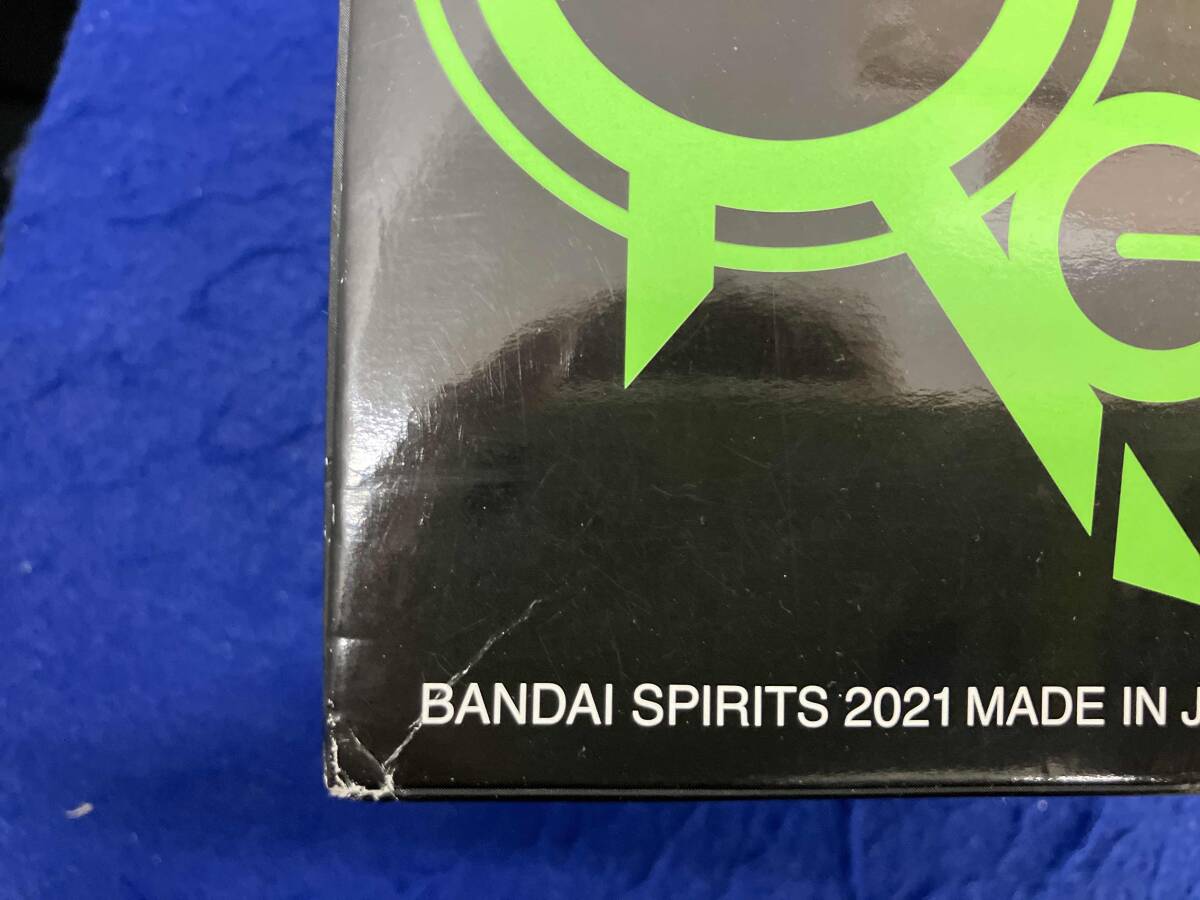 BANDAI SPIRITS 2021 MADE IN J